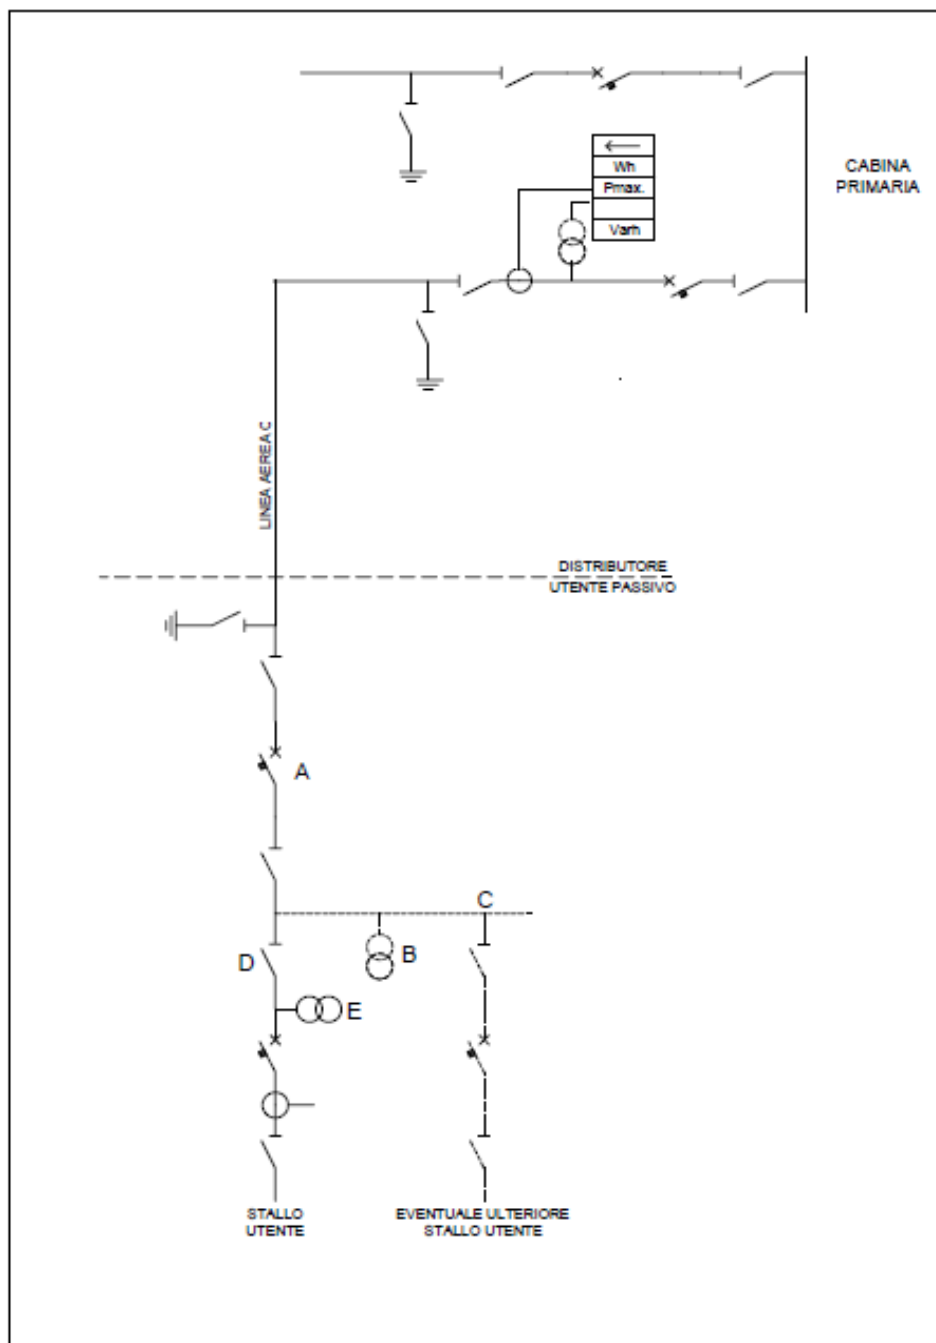 Wh
Pmax.
Varh
CABINA
PRIMARIA
LINEA AEREA C
DISTRIBUTORE
UTENTE PASSIVO
A
C
B
D
E
STALLO
UTENTE
EVENTUALE ULTERIORE
STALLO UTENTE